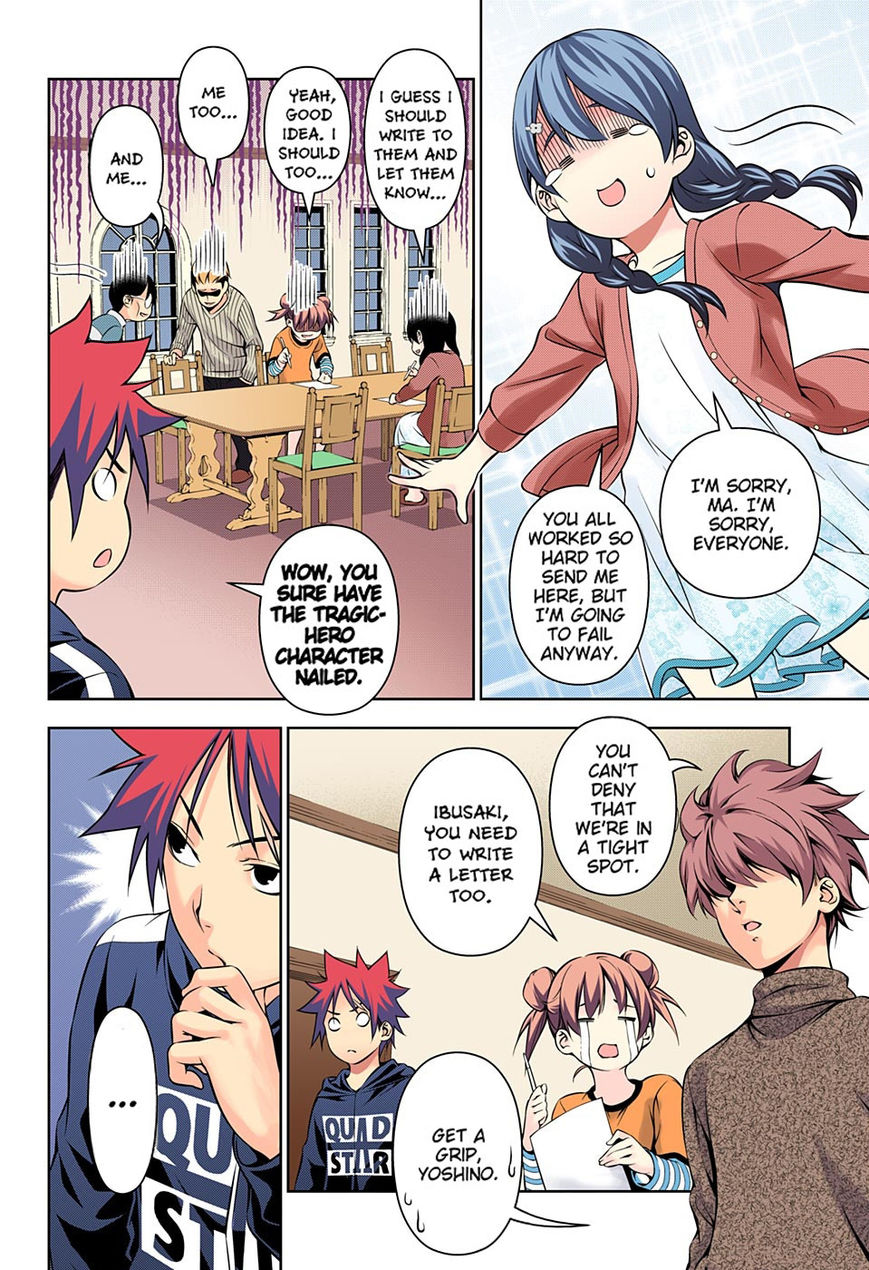 I'M SORRY,
MA. I'M
SORRY,
EVERYONE.
YOU ALL
WORKED SO
HARD TO
SEND ME
HERE, BUT
I'M GOING
TO FAIL
ANYWAY.
I GUESS I
SHOULD
WRITE TO
THEM AND
LET THEM
KNOW...
YEAH,
GOOD
IDEA. I
SHOULD
TOO...
ME
TOO...
AND
ME...
WOW, YOU
SURE HAVE
THE TRAGIC-
HERO
CHARACTER
NAILED.
YOU
CAN'T
DENY
THAT
WE'RE IN
A TIGHT
SPOT.
IBUSAKI,
YOU NEED
TO WRITE
A LETTER
TOO.
GET A
GRIP,
YOSHINO.
QUAD
STAR
...
QUAD
STAR